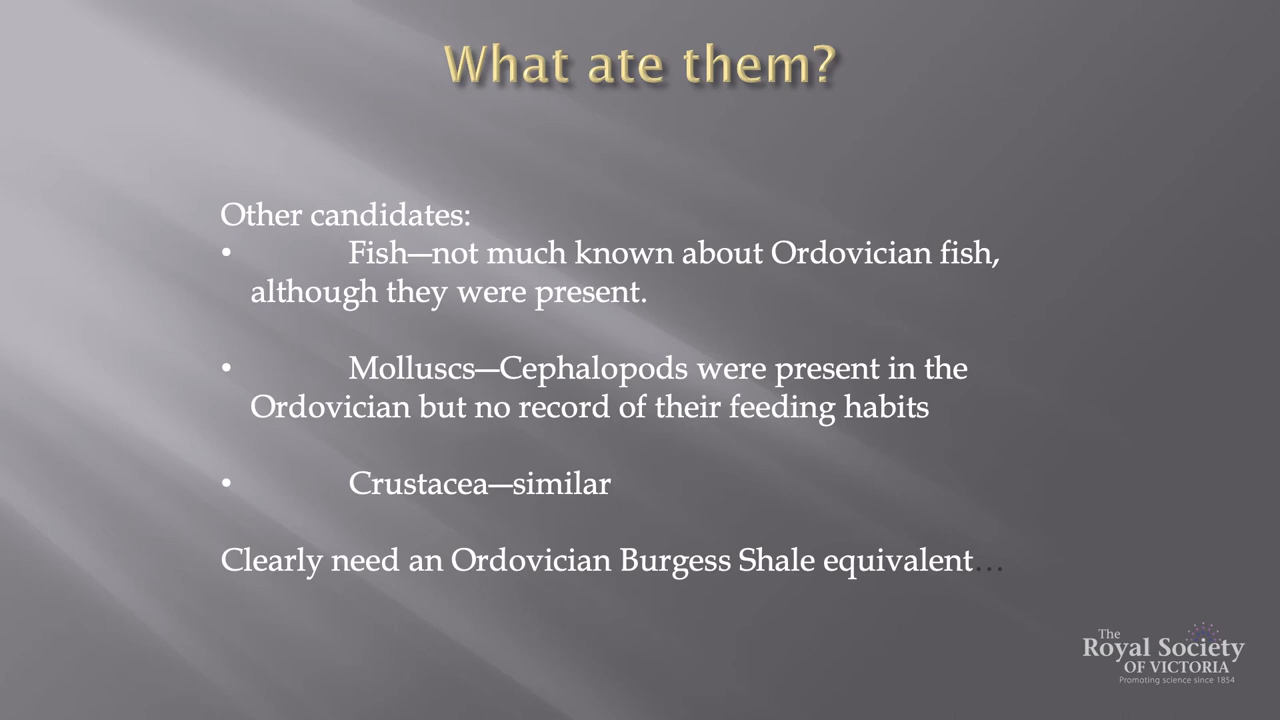 What ate them?
Other candidates:
• Fish—not much known about Ordovician fish,
although they were present.
• Molluscs—Cephalopods were present in the
Ordovician but no record of their feeding habits
• Crustacea—similar
Clearly need an Ordovician Burgess Shale equivalent…
The
Royal Society
OF VICTORIA
Promoting science since 1854